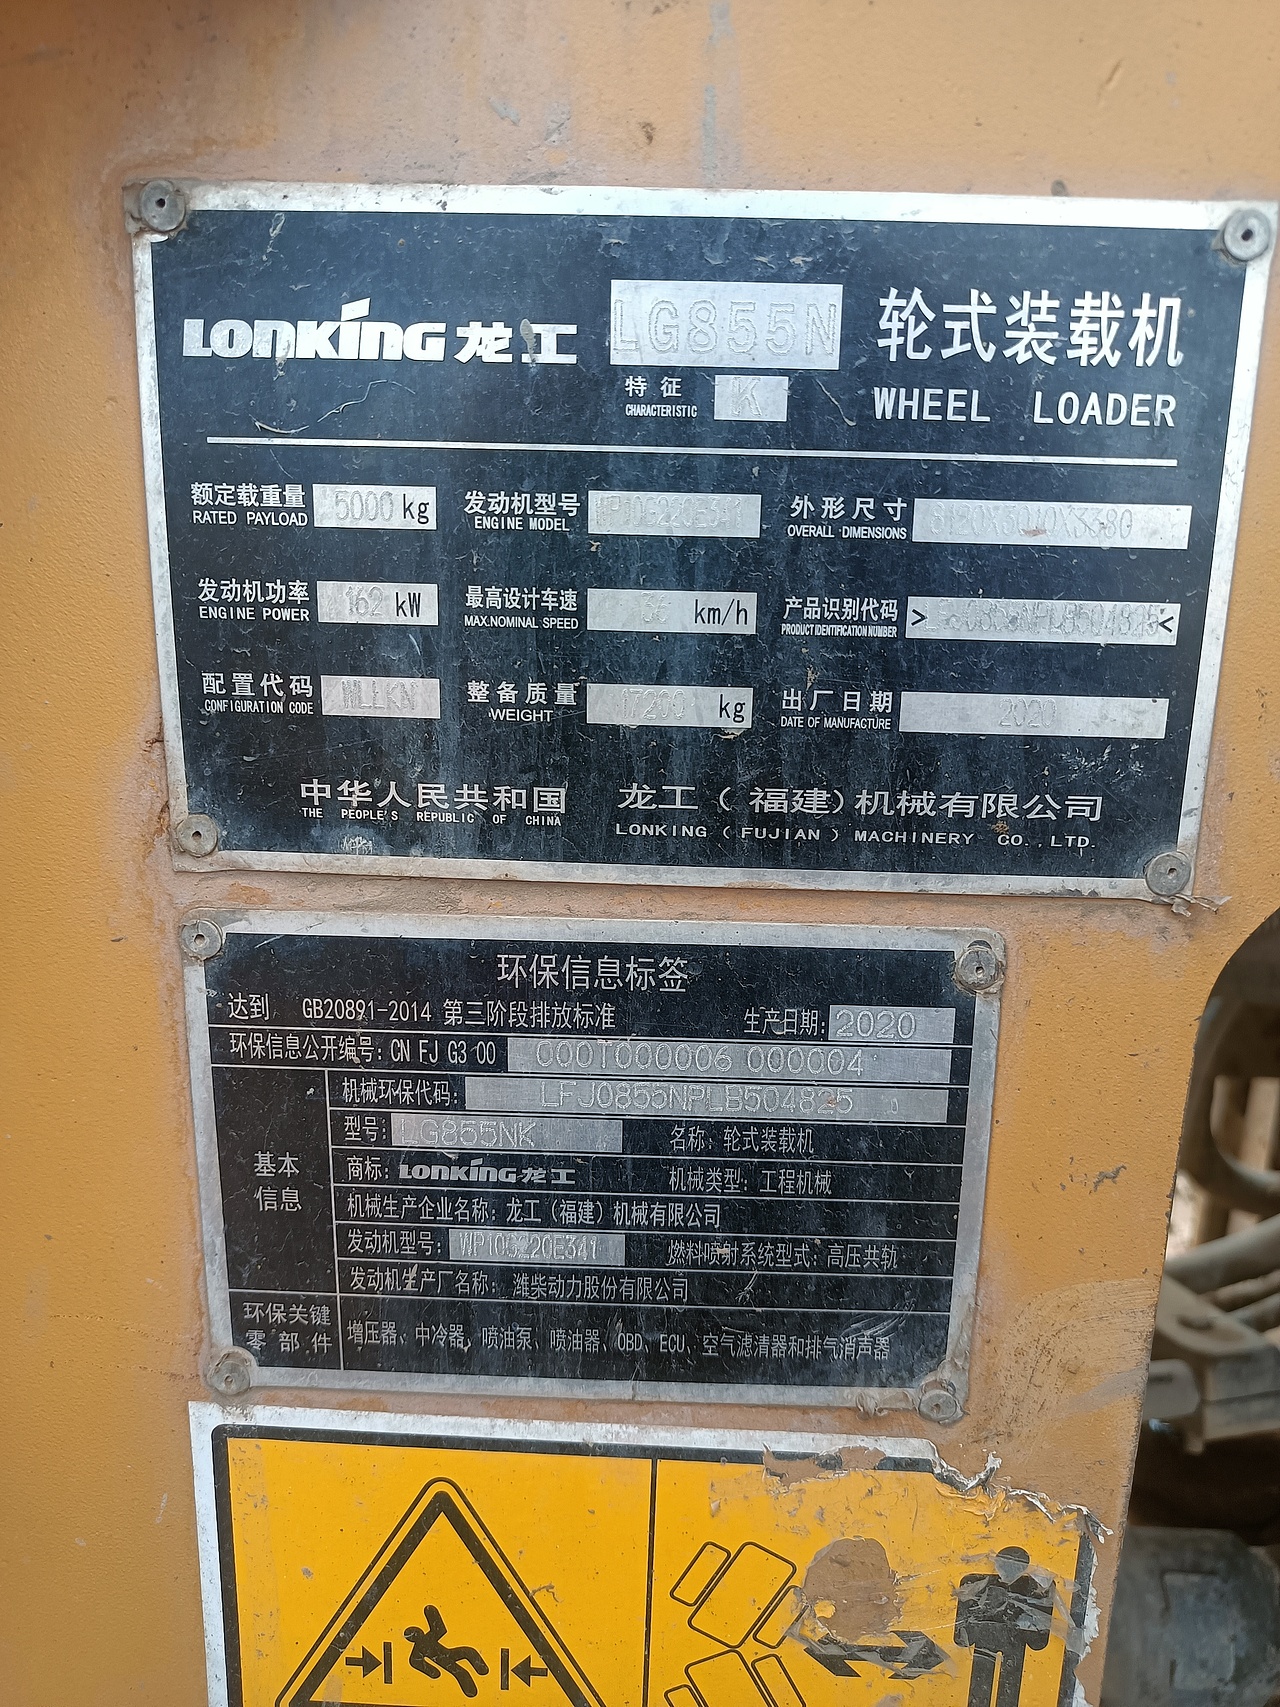 LONKING 龙工 LG855N 轮式装载机
特征 CHARACTERISTIC K WHEEL LOADER
额定载重量 RATED PAYLOAD 5000 kg 发动机型号 ENGINE MODEL 外形尺寸 OVERALL DIMENSIONS
发动机功率 ENGINE POWER 162 kW 最高设计车速 MAX.NOMINAL SPEED 36 km/h 产品识别代码 PRODUCT IDENTIFICATION NUMBER > <
配置代码 CONFIGURATION CODE WLLKN 整备质量 WEIGHT 17200 kg 出厂日期 DATE OF MANUFACTURE 2020
中华人民共和国 龙工（福建）机械有限公司
THE PEOPLE'S REPUBLIC OF CHINA LONKING ( FUJIAN ) MACHINERY CO.,LTD.
环保信息标签
达到 GB20891-2014 第三阶段排放标准 生产日期: 2020
环保信息公开编号: CN FJ G3 00 000T000006 000004
基本信息
机械环保代码: LFJ0855NPLB504825
型号: LG855NK 名称: 轮式装载机
商标: LONKING 龙工 机械类型: 工程机械
机械生产企业名称: 龙工（福建）机械有限公司
发动机型号: WP10G220E341 燃料喷射系统型式: 高压共轨
发动机生产厂名称: 潍柴动力股份有限公司
环保关键零部件 增压器、中冷器、喷油泵、喷油器、OBD、ECU、空气滤清器和排气消声器